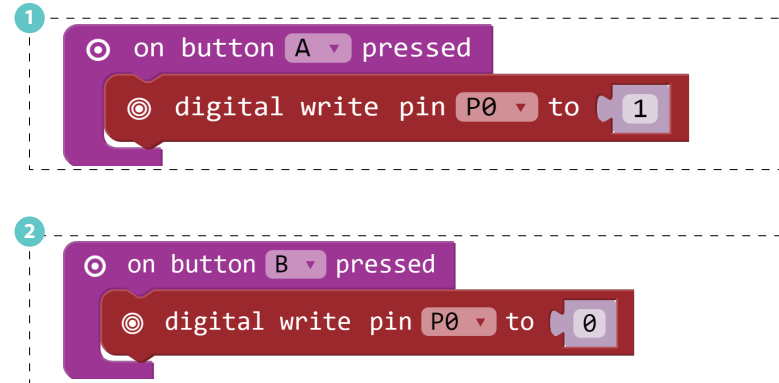 1
on button A pressed
digital write pin P0 to 1
2
on button B pressed
digital write pin P0 to 0